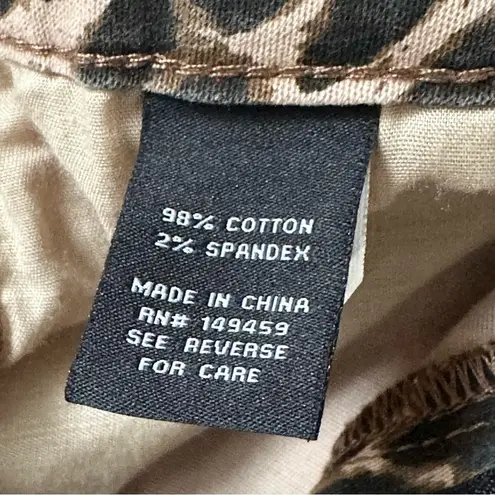 98% COTTON
2% SPANDEX
MADE IN CHINA
RN# 149459
SEE REVERSE
FOR CARE